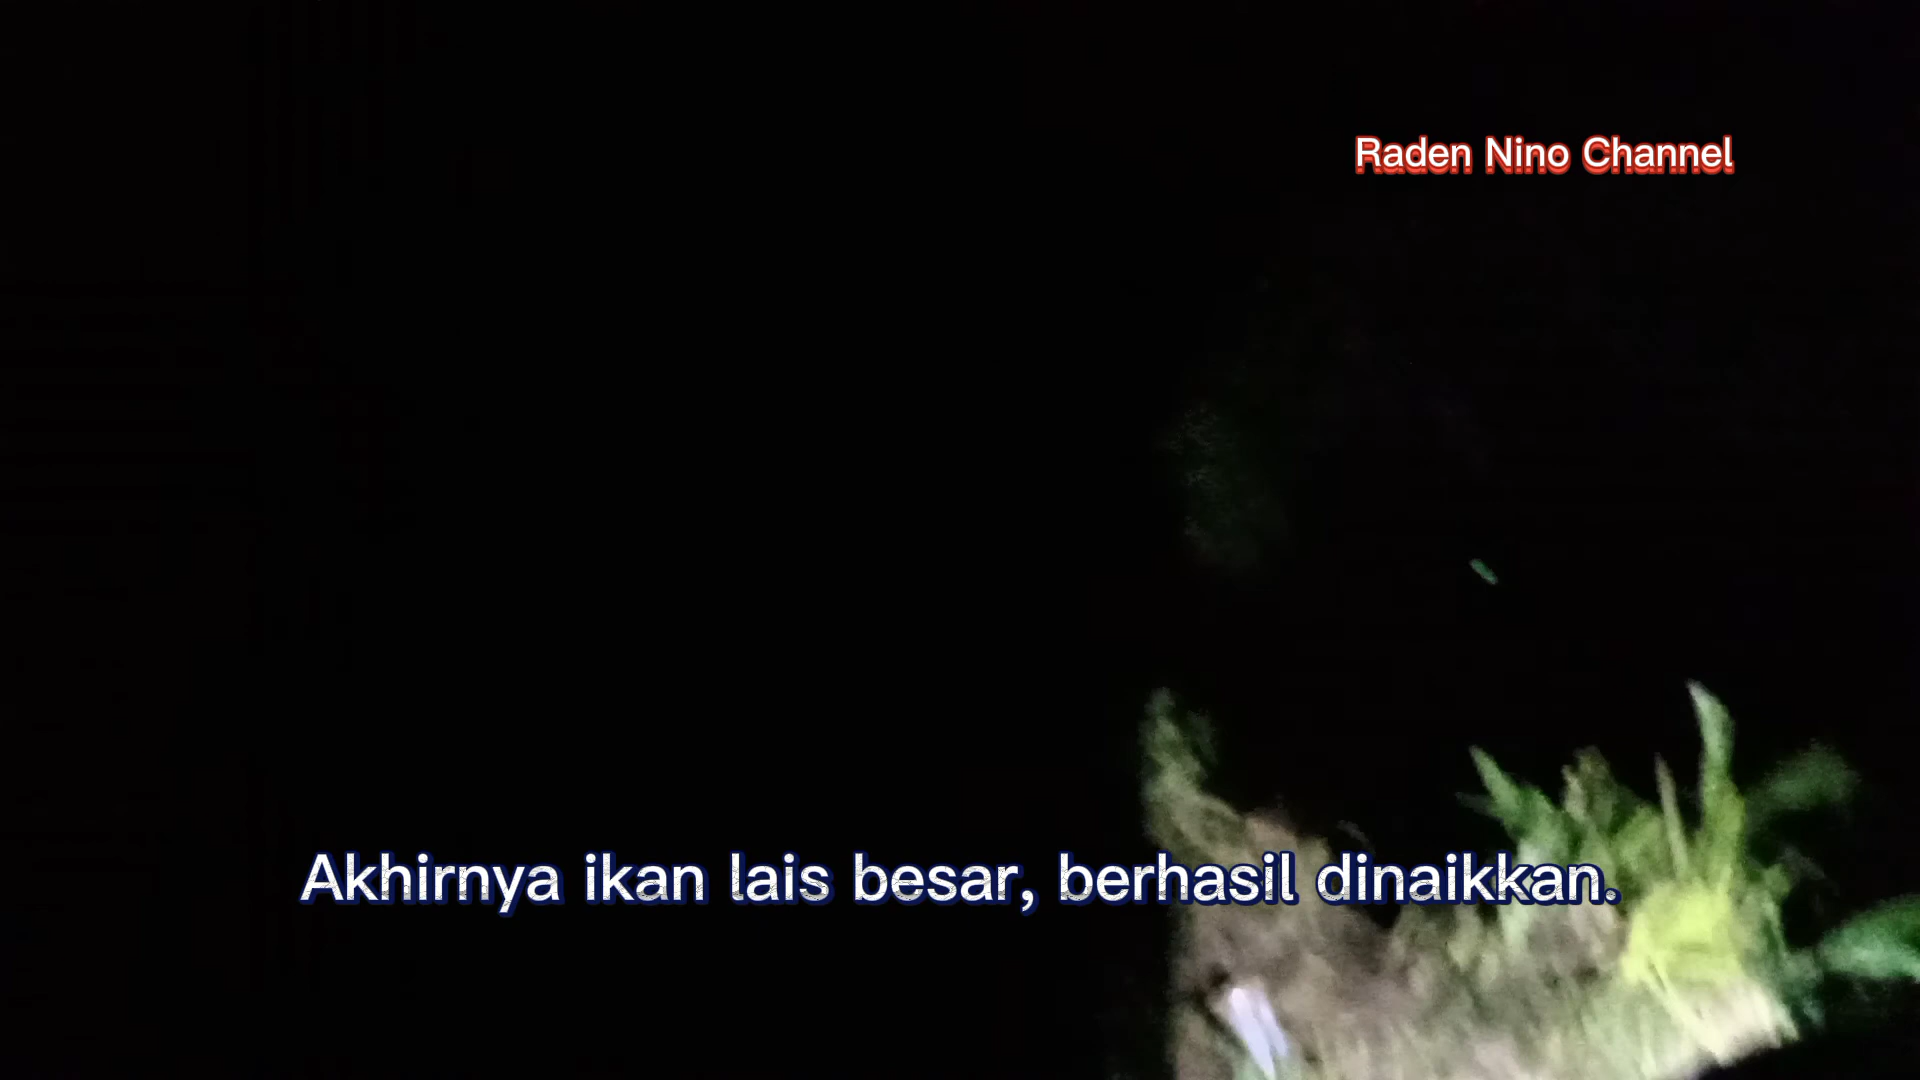 Raden Nino Channel
Akhirnya ikan lais besar, berhasil dinaikkan.